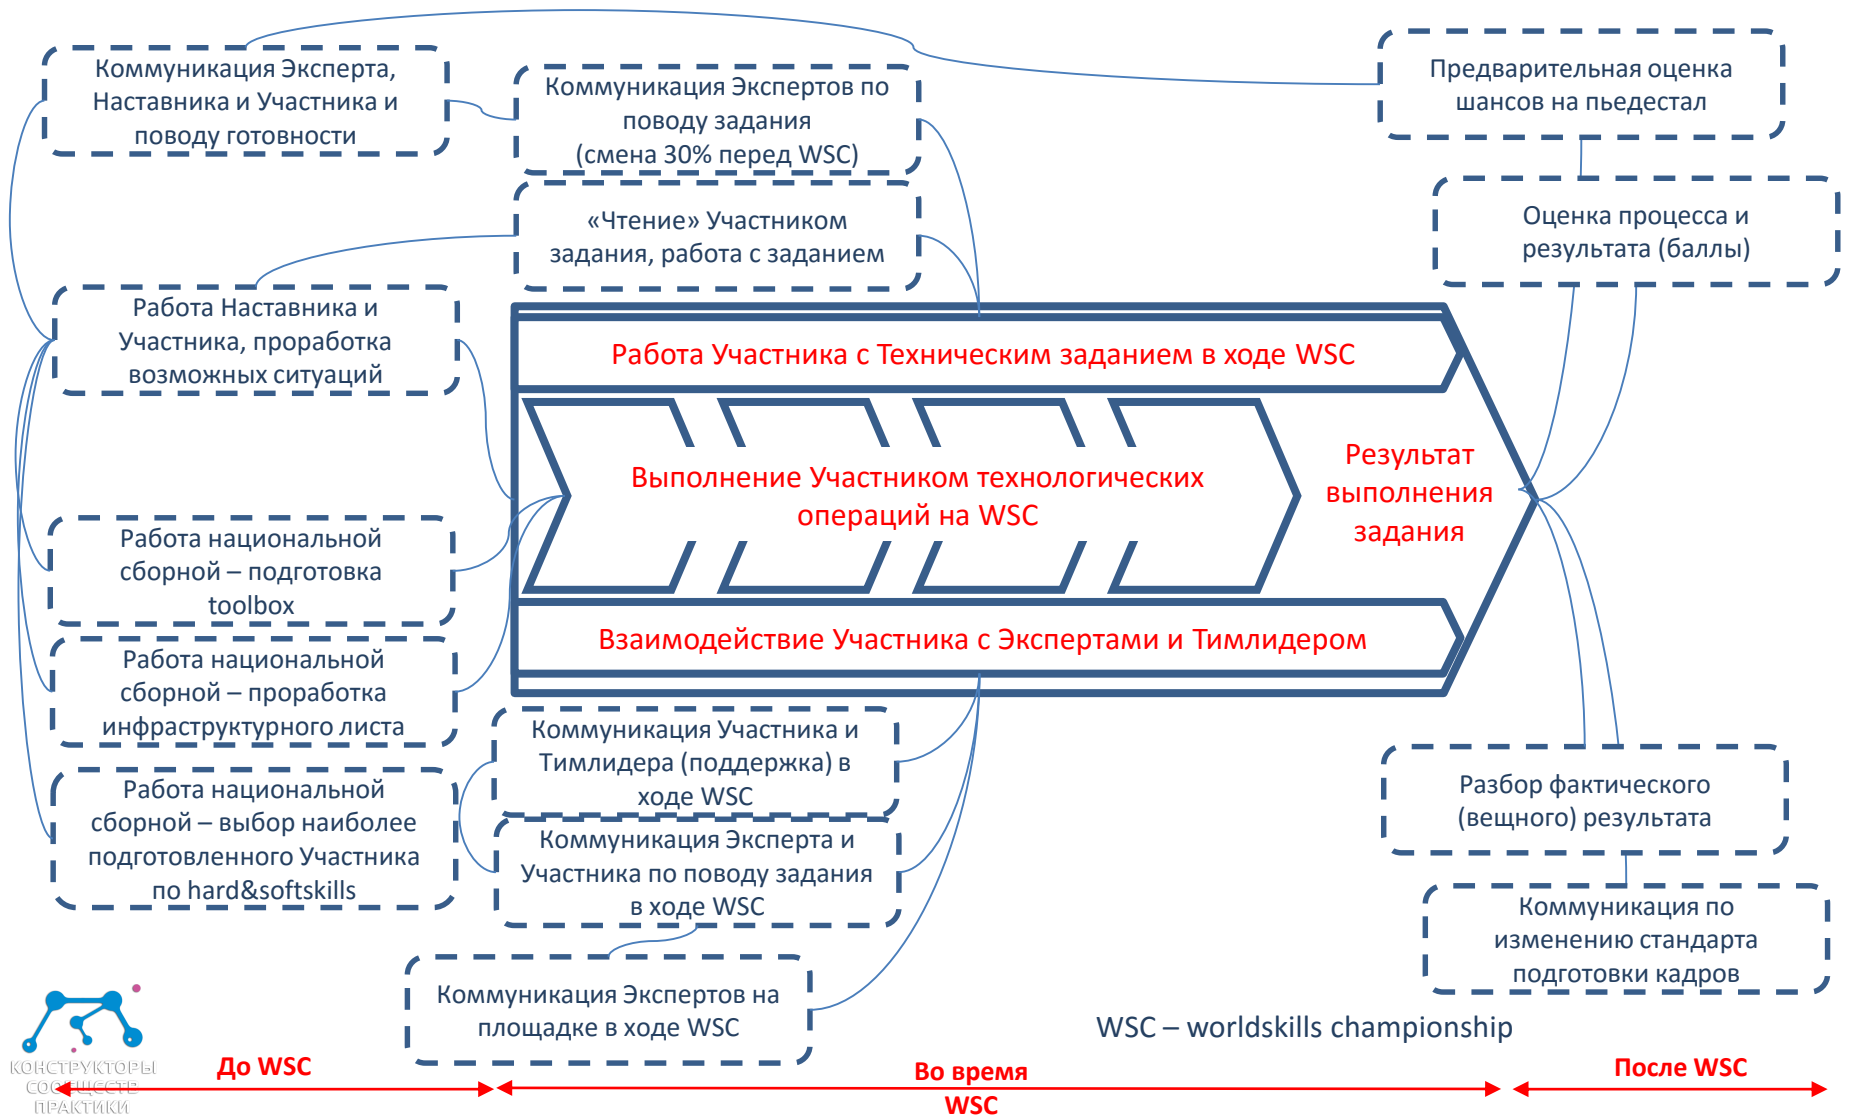 Коммуникация Эксперта,
Наставника и Участника и
поводу готовности
Коммуникация Экспертов по
поводу задания
(смена 30% перед WSC)
Предварительная оценка
шансов на пьедестал
«Чтение» Участником
задания, работа с заданием
Оценка процесса и
результата (баллы)
Работа Наставника и
Участника, проработка
возможных ситуаций
Работа Участника с Техническим заданием в ходе WSC
Выполнение Участником технологических
операций на WSC
Результат
выполнения
задания
Работа национальной
сборной – подготовка
toolbox
Взаимодействие Участника с Экспертами и Тимлидером
Работа национальной
сборной – проработка
инфраструктурного листа
Коммуникация Участника и
Тимлидера (поддержка) в
ходе WSC
Работа национальной
сборной – выбор наиболее
подготовленного Участника
по hard&softskills
Коммуникация Эксперта и
Участника по поводу задания
в ходе WSC
Разбор фактического
(вещного) результата
Коммуникация по
изменению стандарта
подготовки кадров
Коммуникация Экспертов на
площадке в ходе WSC
WSC – worldskills championship
КОНСТРУКТОРЫ
СООБЩЕСТВ
ПРАКТИКИ
До WSC
Во время
WSC
После WSC